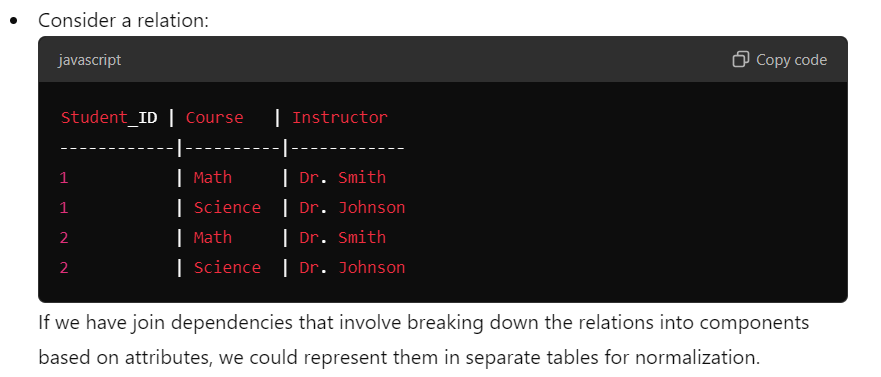 Consider a relation:
javascript Copy code
Student_ID | Course | Instructor
------------|----------|------------
1 | Math | Dr. Smith
1 | Science | Dr. Johnson
2 | Math | Dr. Smith
2 | Science | Dr. Johnson
If we have join dependencies that involve breaking down the relations into components
based on attributes, we could represent them in separate tables for normalization.